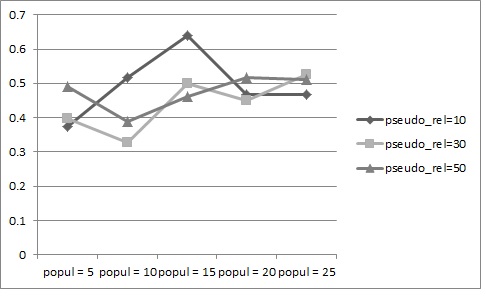 0.7
0.6
0.5
0.4
0.3
0.2
0.1
0
popul = 5 popul = 10 popul = 15 popul = 20 popul = 25
pseudo_rel=10
pseudo_rel=30
pseudo_rel=50